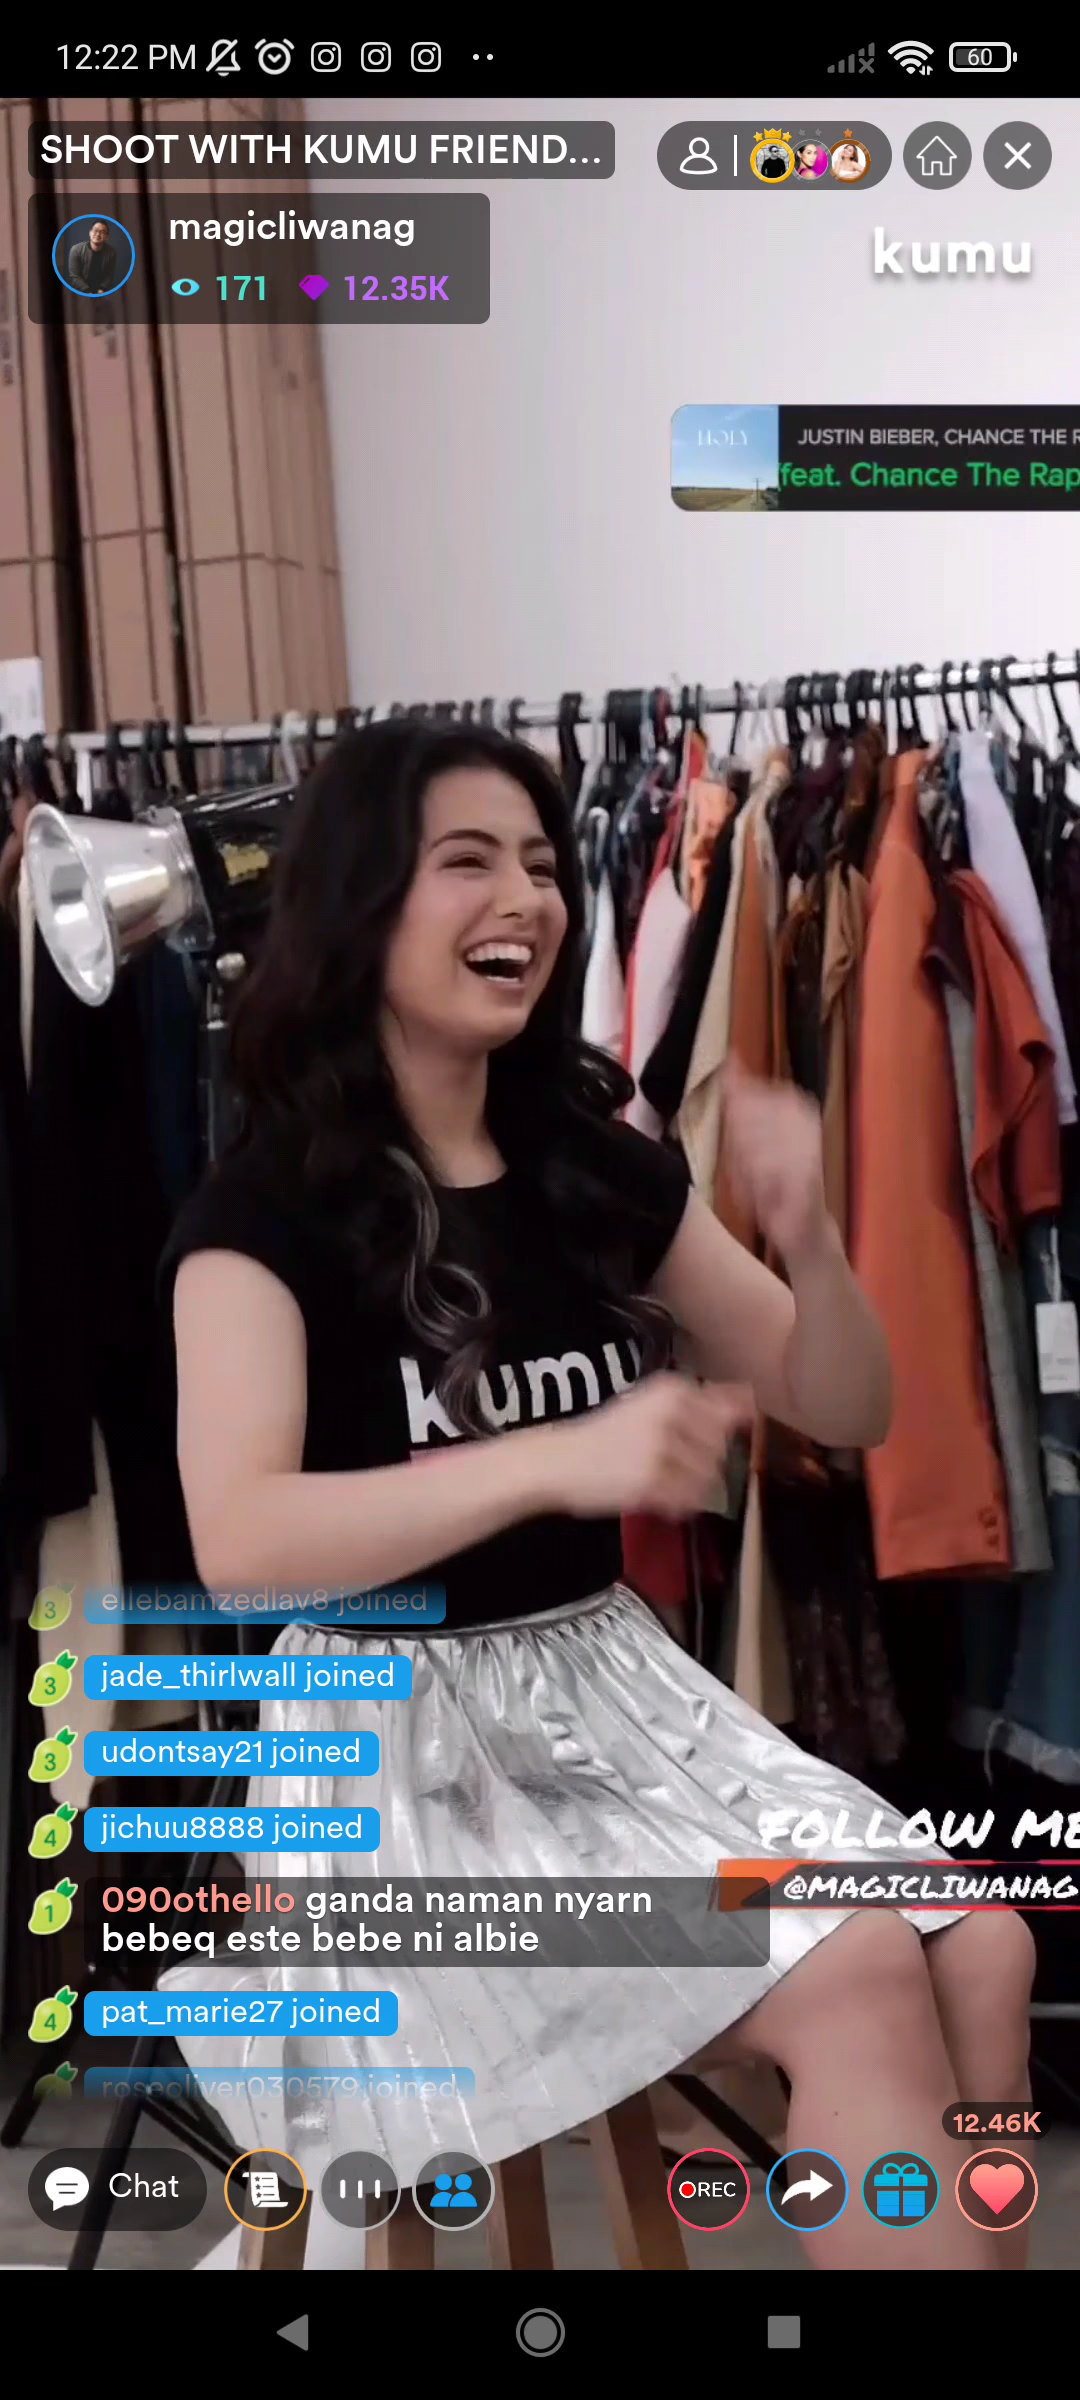 12:22 PM
60
SHOOT WITH KUMU FRIEND...
magicliwanag
171 12.35K
kumu
HOLY
JUSTIN BIEBER, CHANCE THE R
(feat. Chance The Rap
kumu
3 ellebamzedlav8 joined
3 jade_thirlwall joined
3 udontsay21 joined
4 jichuu8888 joined
FOLLOW ME
@MAGICLIWANAG
1 090othello ganda naman nyarn
bebeq este bebe ni albie
4 pat_marie27 joined
roseoliver030579 joined
12.46K
Chat
REC